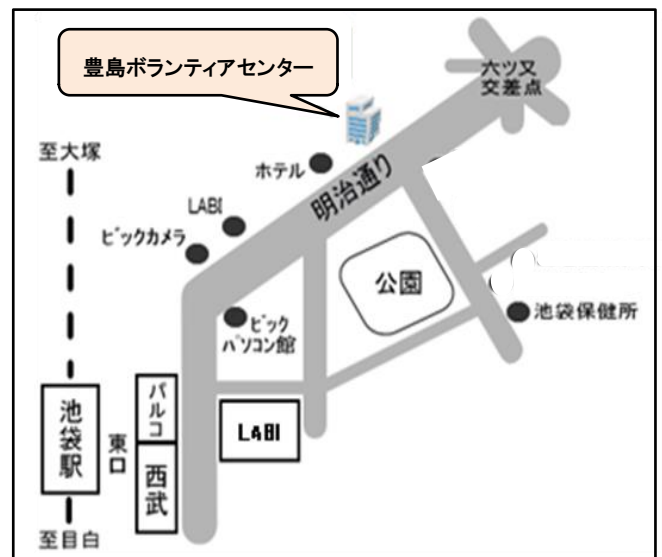 豊島ボランティアセンター
六ツ又
交差点
至大塚
ホテル
明治通り
LABI
ビックカメラ
公園
ビック
パソコン館
池袋保健所
パルコ
LABI
池袋駅
東口
西武
至目白